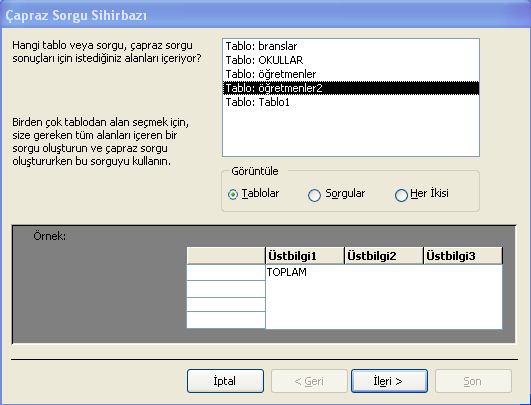 Çapraz Sorgu Sihirbazı
Hangi tablo veya sorgu, çapraz sorgu
sonuçları için istediğiniz alanları içeriyor?
Birden çok tablodan alan seçmek için,
size gereken tüm alanları içeren bir
sorgu oluşturun ve çapraz sorgu
oluştururken bu sorguyu kullanın.
Tablo: branslar
Tablo: OKULLAR
Tablo: öğretmenler
Tablo: öğretmenler2
Tablo: Tablo1
Görüntüle
Tablolar
Sorgular
Her İkisi
Örnek:
Üstbilgi1 Üstbilgi2 Üstbilgi3
TOPLAM
İptal
< Geri
İleri >
Son